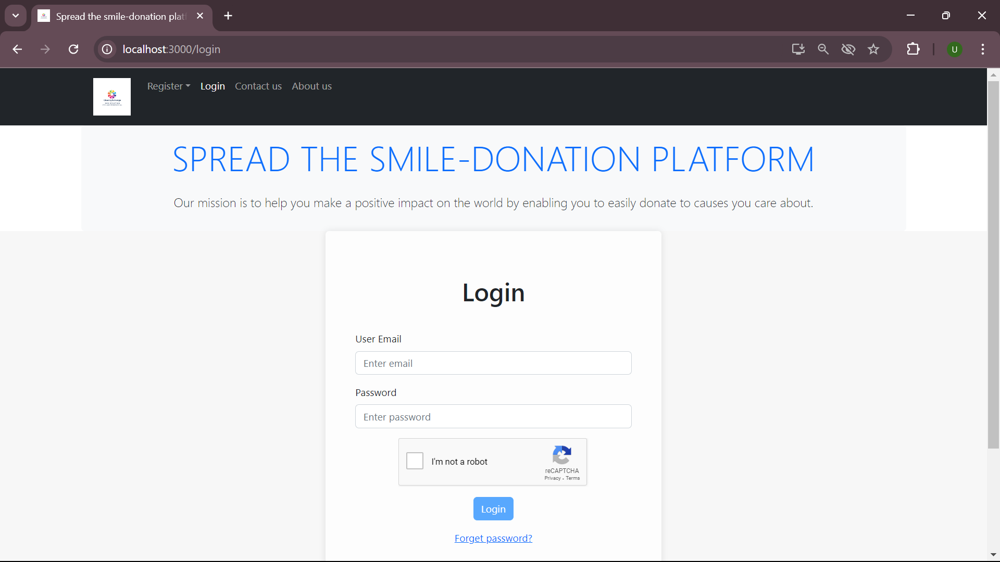 Spread the smile-donation plat
localhost:3000/login
U
CharityExchange
Register Login Contact us About us
SPREAD THE SMILE-DONATION PLATFORM
Our mission is to help you make a positive impact on the world by enabling you to easily donate to causes you care about.
Login
User Email
Enter email
Password
Enter password
I'm not a robot
reCAPTCHA
Privacy - Terms
Login
Forget password?